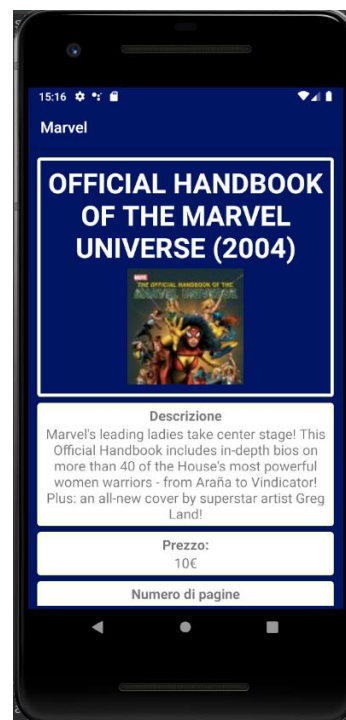 15:16
Marvel
OFFICIAL HANDBOOK
OF THE MARVEL
UNIVERSE (2004)
MARVEL
THE OFFICIAL HANDBOOK OF THE
MARVEL UNIVERSE
Descrizione
Marvel's leading ladies take center stage! This
Official Handbook includes in-depth bios on
more than 40 of the House's most powerful
women warriors - from Araña to Vindicator!
Plus: an all-new cover by superstar artist Greg
Land!
Prezzo:
10€
Numero di pagine